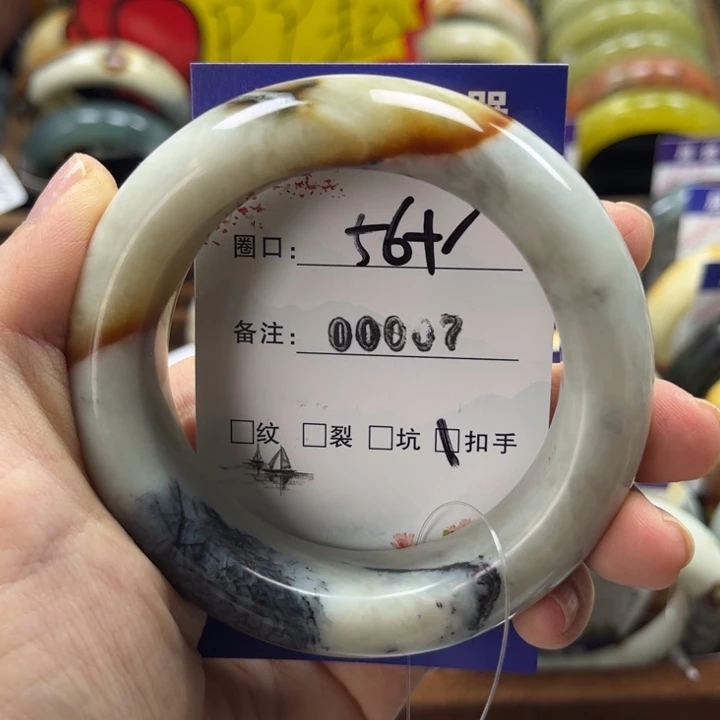 圈口: 56+/
备注: 00007
□纹 □裂 □坑 □扣手